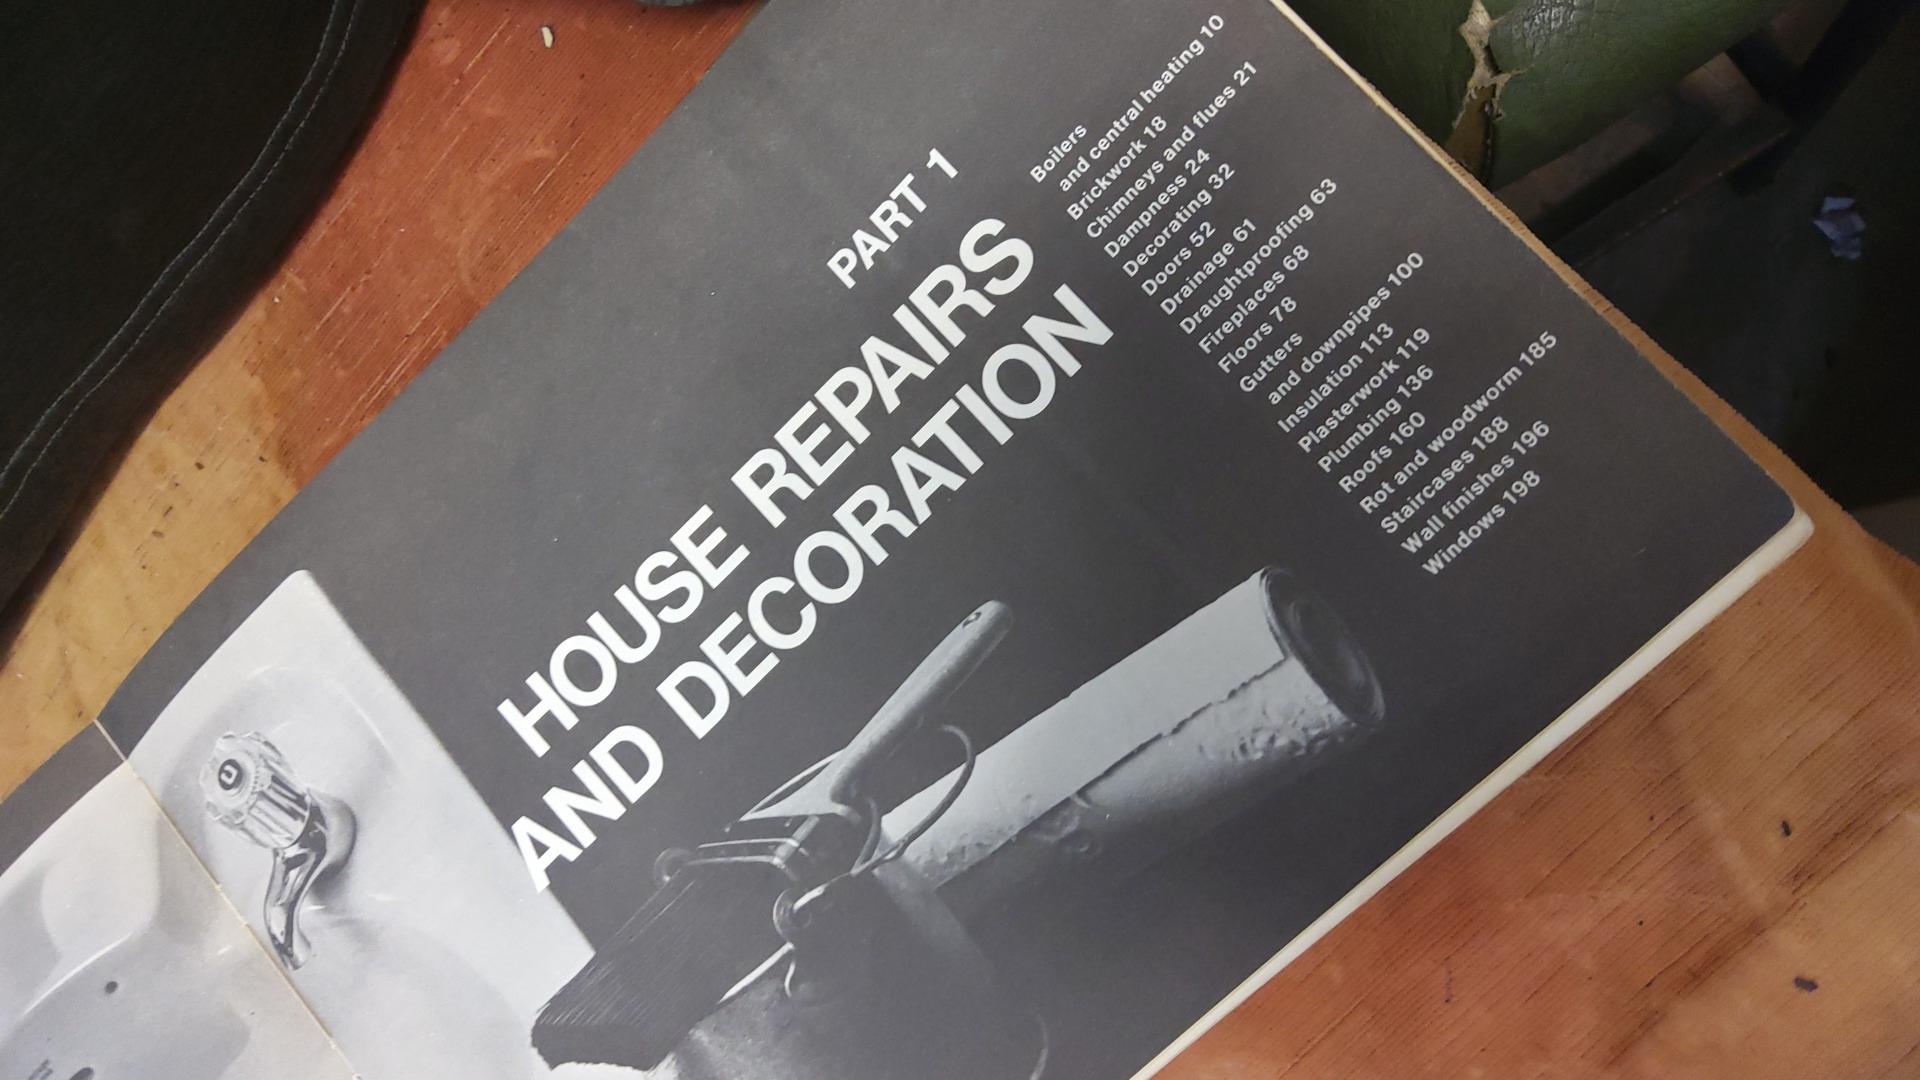 PART 1
HOUSE REPAIRS
AND DECORATION
Boilers
and central heating 10
Brickwork 18
Chimneys and flues 21
Dampness 24
Decorating 32
Doors 52
Drainage 61
Draughtproofing 63
Fireplaces 68
Floors 78
Gutters
and downpipes 100
Insulation 113
Plasterwork 119
Plumbing 136
Roofs 160
Rot and woodworm 185
Staircases 188
Wall finishes 196
Windows 198